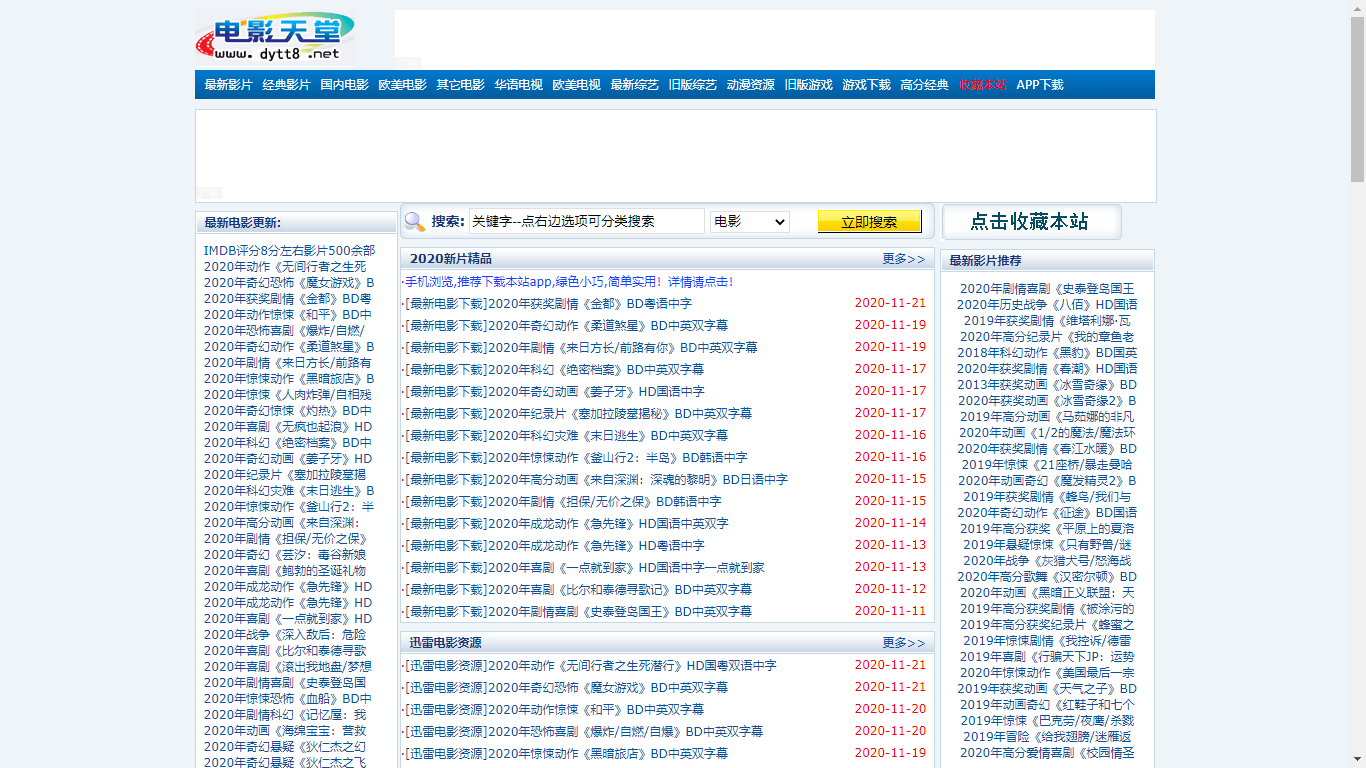 电影天堂
www.dytt8.net
最新影片 经典影片 国内电影 欧美电影 其它电影 华语电视 欧美电视 最新综艺 旧版综艺 动漫资源 旧版游戏 游戏下载 高分经典 收藏本站 APP下载
最新电影更新:
IMDB评分8分左右影片500余部
2020年动作《无间行者之生死
2020年奇幻恐怖《魔女游戏》B
2020年获奖剧情《金都》BD粤
2020年动作惊悚《和平》BD中
2020年恐怖喜剧《爆炸/自燃/
2020年奇幻动作《柔道煞星》B
2020年剧情《来日方长/前路有
2020年惊悚动作《黑暗旅店》B
2020年惊悚《人肉炸弹/自相残
2020年奇幻惊悚《灼热》BD中
2020年喜剧《无疯也起浪》HD
2020年科幻《绝密档案》BD中
2020年奇幻动画《姜子牙》HD
2020年纪录片《塞加拉陵墓揭
2020年科幻灾难《末日逃生》B
2020年惊悚动作《釜山行2：半
2020年高分动画《来自深渊：
2020年剧情《担保/无价之保》
2020年奇幻《芸汐：毒谷新娘
2020年喜剧《鲍勃的圣诞礼物
2020年成龙动作《急先锋》HD
2020年成龙动作《急先锋》HD
2020年喜剧《一点就到家》HD
2020年战争《深入敌后：危险
2020年喜剧《比尔和泰德寻歌
2020年喜剧《滚出我地盘/梦想
2020年剧情喜剧《史泰登岛国
2020年惊悚恐怖《血船》BD中
2020年剧情科幻《记忆屋：我
2020年动画《海绵宝宝：营救
2020年奇幻悬疑《狄仁杰之幻
2020年奇幻悬疑《狄仁杰之飞
搜索: 关键字--点右边选项可分类搜索 电影 立即搜索
2020新片精品 更多>>
·手机浏览,推荐下载本站app,绿色小巧,简单实用！详情请点击！
·[最新电影下载]2020年获奖剧情《金都》BD粤语中字 2020-11-21
·[最新电影下载]2020年奇幻动作《柔道煞星》BD中英双字幕 2020-11-19
·[最新电影下载]2020年剧情《来日方长/前路有你》BD中英双字幕 2020-11-19
·[最新电影下载]2020年科幻《绝密档案》BD中英双字幕 2020-11-17
·[最新电影下载]2020年奇幻动画《姜子牙》HD国语中字 2020-11-17
·[最新电影下载]2020年纪录片《塞加拉陵墓揭秘》BD中英双字幕 2020-11-17
·[最新电影下载]2020年科幻灾难《末日逃生》BD中英双字幕 2020-11-16
·[最新电影下载]2020年惊悚动作《釜山行2：半岛》BD韩语中字 2020-11-16
·[最新电影下载]2020年高分动画《来自深渊：深魂的黎明》BD日语中字 2020-11-15
·[最新电影下载]2020年剧情《担保/无价之保》BD韩语中字 2020-11-15
·[最新电影下载]2020年成龙动作《急先锋》HD国语中英双字 2020-11-14
·[最新电影下载]2020年成龙动作《急先锋》HD粤语中字 2020-11-13
·[最新电影下载]2020年喜剧《一点就到家》HD国语中字一点就到家 2020-11-13
·[最新电影下载]2020年喜剧《比尔和泰德寻歌记》BD中英双字幕 2020-11-12
·[最新电影下载]2020年剧情喜剧《史泰登岛国王》BD中英双字幕 2020-11-11
迅雷电影资源 更多>>
·[迅雷电影资源]2020年动作《无间行者之生死潜行》HD国粤双语中字 2020-11-21
·[迅雷电影资源]2020年奇幻恐怖《魔女游戏》BD中英双字幕 2020-11-21
·[迅雷电影资源]2020年动作惊悚《和平》BD中英双字幕 2020-11-20
·[迅雷电影资源]2020年恐怖喜剧《爆炸/自燃/自爆》BD中英双字幕 2020-11-20
·[迅雷电影资源]2020年惊悚动作《黑暗旅店》BD中英双字幕 2020-11-19
点击收藏本站
最新影片推荐
2020年剧情喜剧《史泰登岛国王
2020年历史战争《八佰》HD国语
2019年获奖剧情《维塔利娜·瓦
2020年高分纪录片《我的章鱼老
2018年科幻动作《黑豹》BD国英
2020年获奖剧情《春潮》HD国语
2013年获奖动画《冰雪奇缘》BD
2020年获奖动画《冰雪奇缘2》B
2019年高分动画《马茹娜的非凡
2020年动画《1/2的魔法/魔法环
2020年获奖剧情《春江水暖》BD
2019年惊悚《21座桥/暴走曼哈
2020年动画奇幻《魔发精灵2》B
2019年获奖剧情《蜂鸟/我们与
2020年奇幻动作《征途》BD国语
2019年高分获奖《平原上的夏洛
2019年悬疑惊悚《只有野兽/谜
2020年战争《灰猎犬号/怒海战
2020年高分歌舞《汉密尔顿》BD
2020年动画《黑暗正义联盟：天
2019年高分获奖剧情《被涂污的
2019年高分获奖纪录片《蜂蜜之
2019年惊悚剧情《我控诉/德雷
2019年喜剧《行骗天下JP：运势
2020年惊悚动作《美国最后一宗
2019年获奖动画《天气之子》BD
2019年动画奇幻《红鞋子和七个
2019年惊悚《巴克劳/夜鹰/杀戮
2019年冒险《给我翅膀/迷雁返
2020年高分爱情喜剧《校园情圣